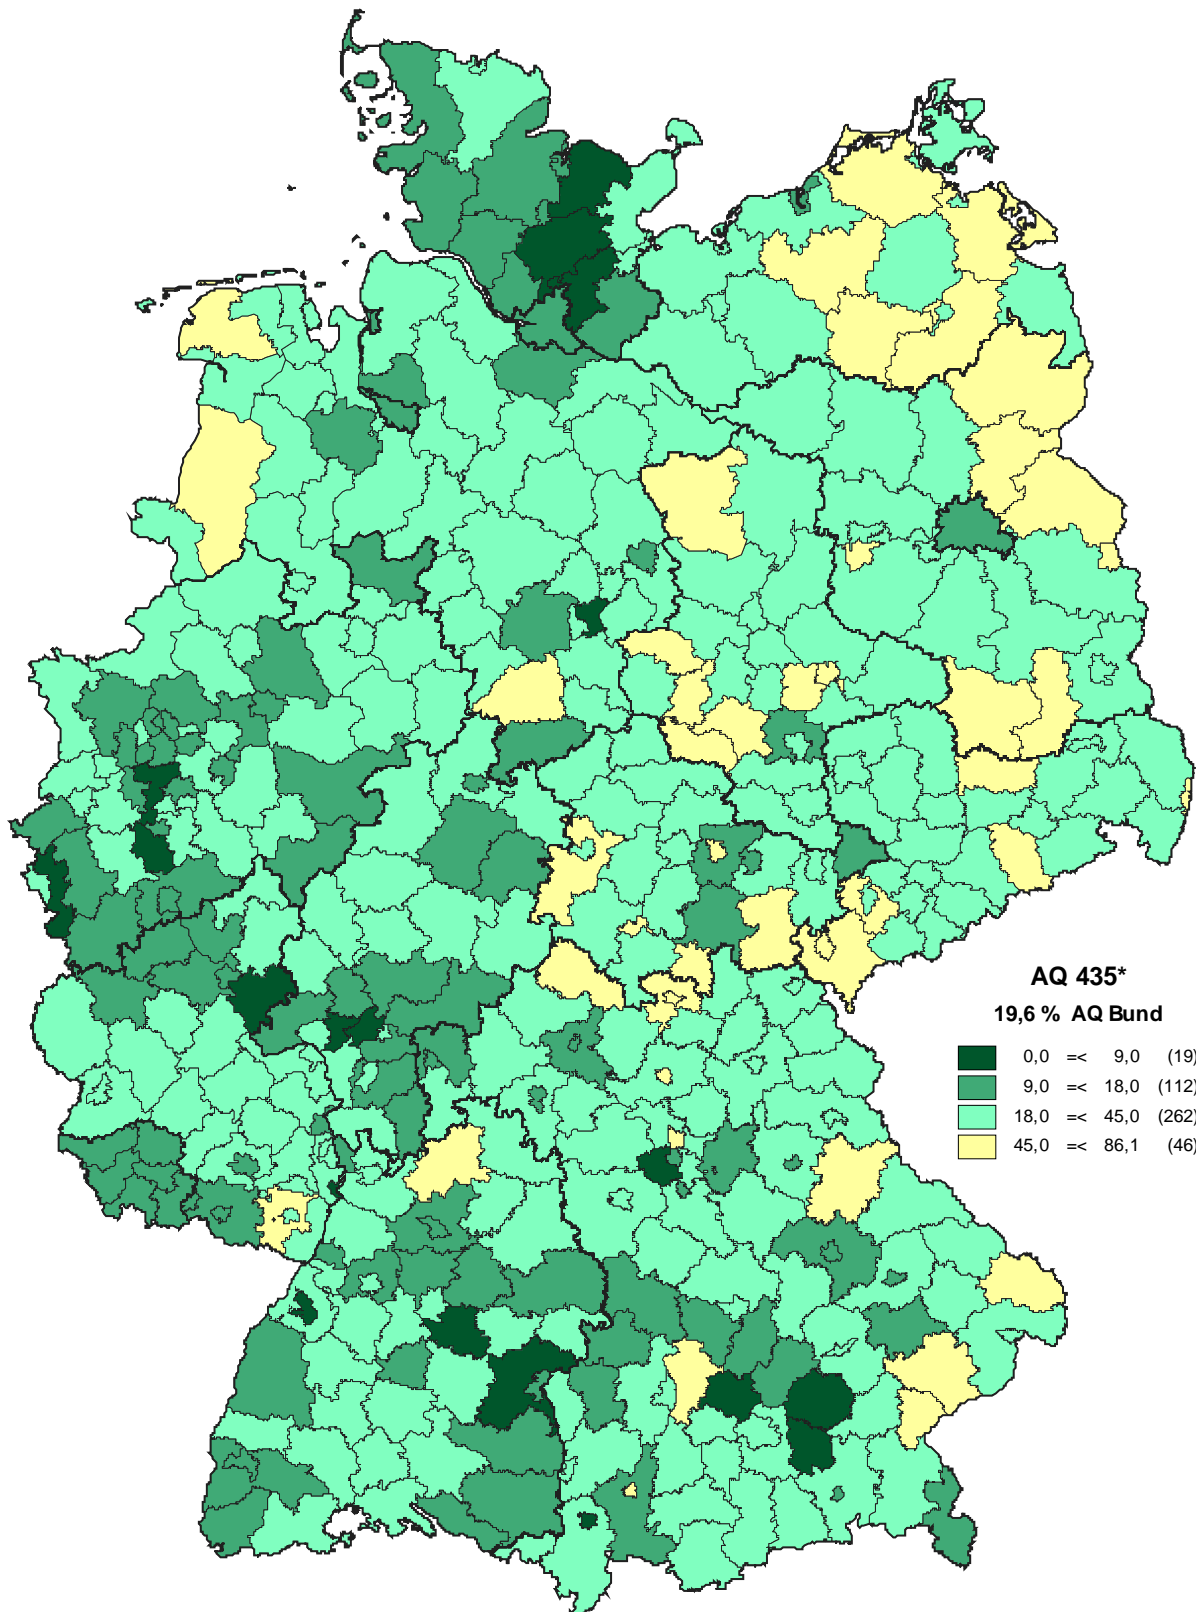 AQ 435*
19,6 % AQ Bund
0,0 =< 9,0 (19)
9,0 =< 18,0 (112)
18,0 =< 45,0 (262)
45,0 =< 86,1 (46)